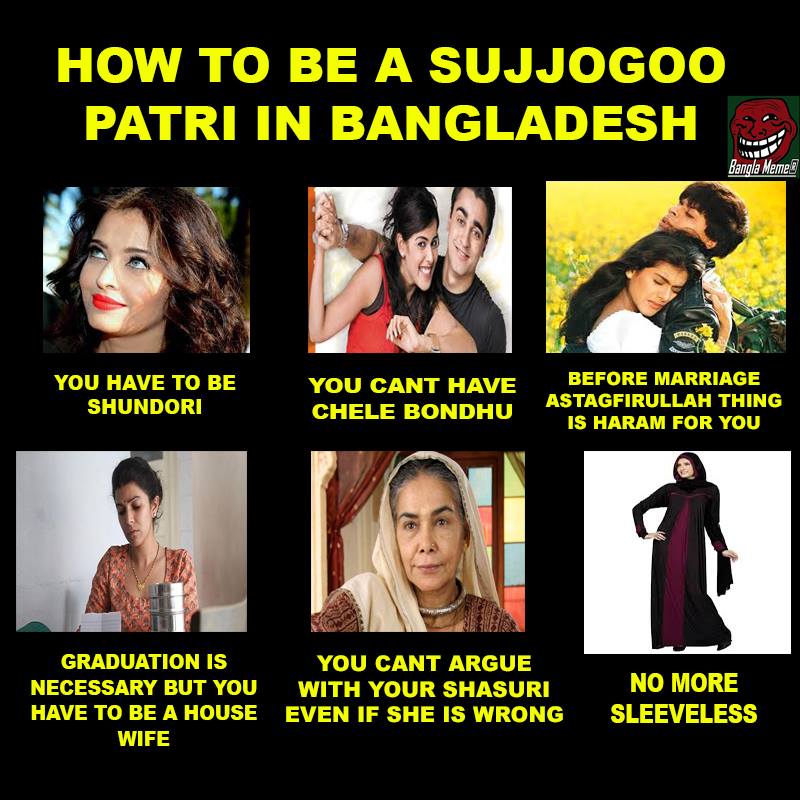 HOW TO BE A SUJJOGOO
PATRI IN BANGLADESH
Bangla Meme®
YOU HAVE TO BE
SHUNDORI
YOU CANT HAVE
CHELE BONDHU
BEFORE MARRIAGE
ASTAGFIRULLAH THING
IS HARAM FOR YOU
GRADUATION IS
NECESSARY BUT YOU
HAVE TO BE A HOUSE
WIFE
YOU CANT ARGUE
WITH YOUR SHASURI
EVEN IF SHE IS WRONG
NO MORE
SLEEVELESS